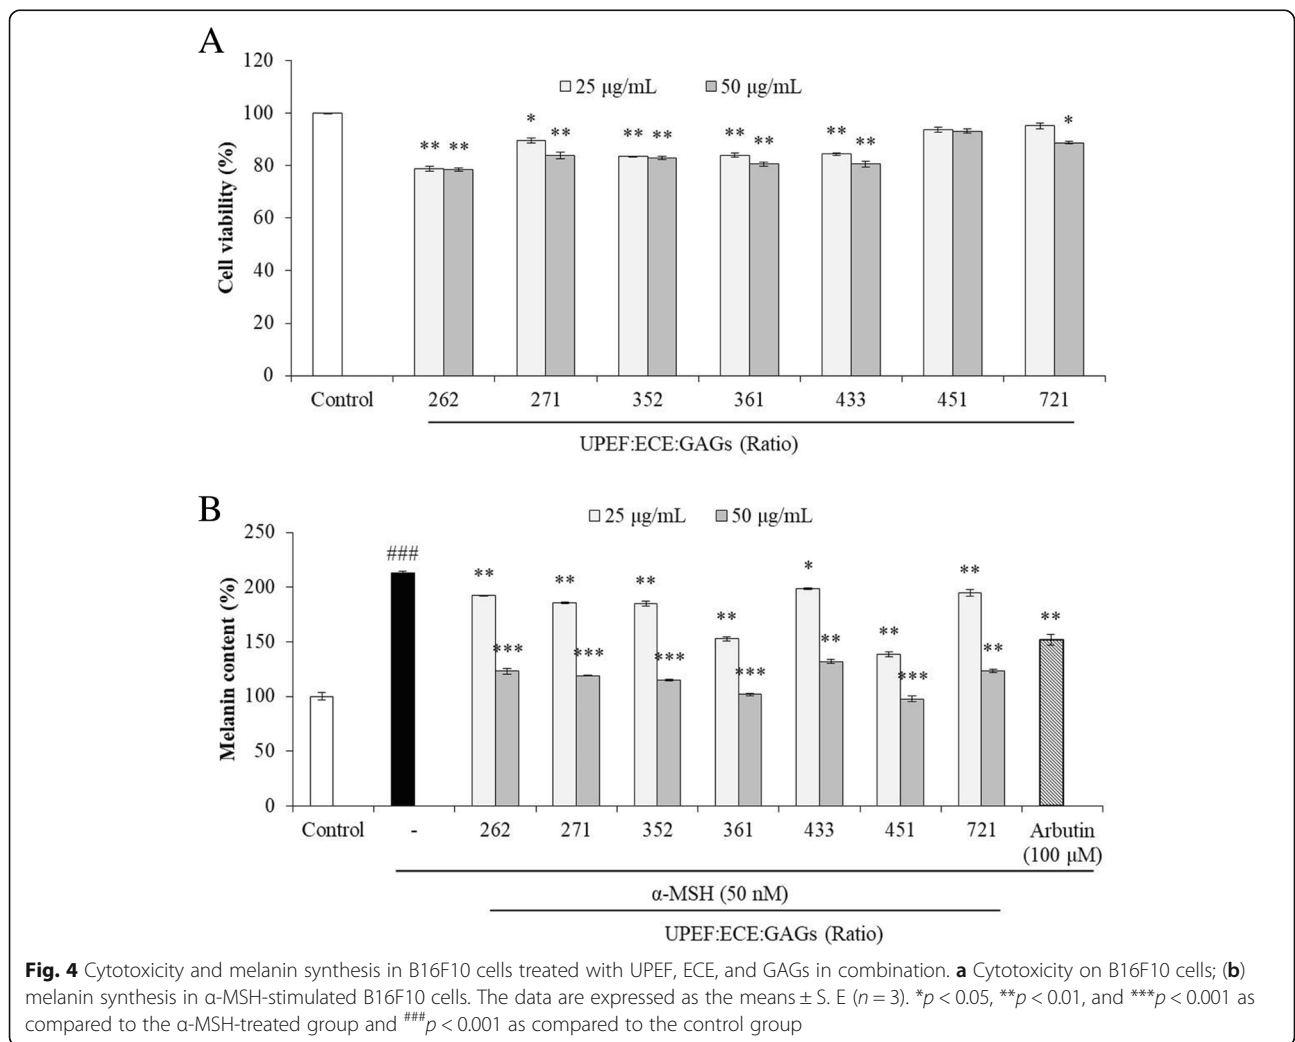 A
120
100
80
60
40
20
0
Cell viability (%)
25 μg/mL 50 μg/mL
** ** * ** ** ** ** ** ** ** *
Control 262 271 352 361 433 451 721
UPEF:ECE:GAGs (Ratio)
B
250
200
150
100
50
0
Melanin content (%)
25 μg/mL 50 μg/mL
### ** *** ** *** ** *** ** *** * ** ** *** ** ** **
Control - 262 271 352 361 433 451 721 Arbutin
(100 μM)
α-MSH (50 nM)
UPEF:ECE:GAGs (Ratio)
Fig. 4 Cytotoxicity and melanin synthesis in B16F10 cells treated with UPEF, ECE, and GAGs in combination. a Cytotoxicity on B16F10 cells; (b)
melanin synthesis in α-MSH-stimulated B16F10 cells. The data are expressed as the means ± S. E (n = 3). *p < 0.05, **p < 0.01, and ***p < 0.001 as
compared to the α-MSH-treated group and ###p < 0.001 as compared to the control group